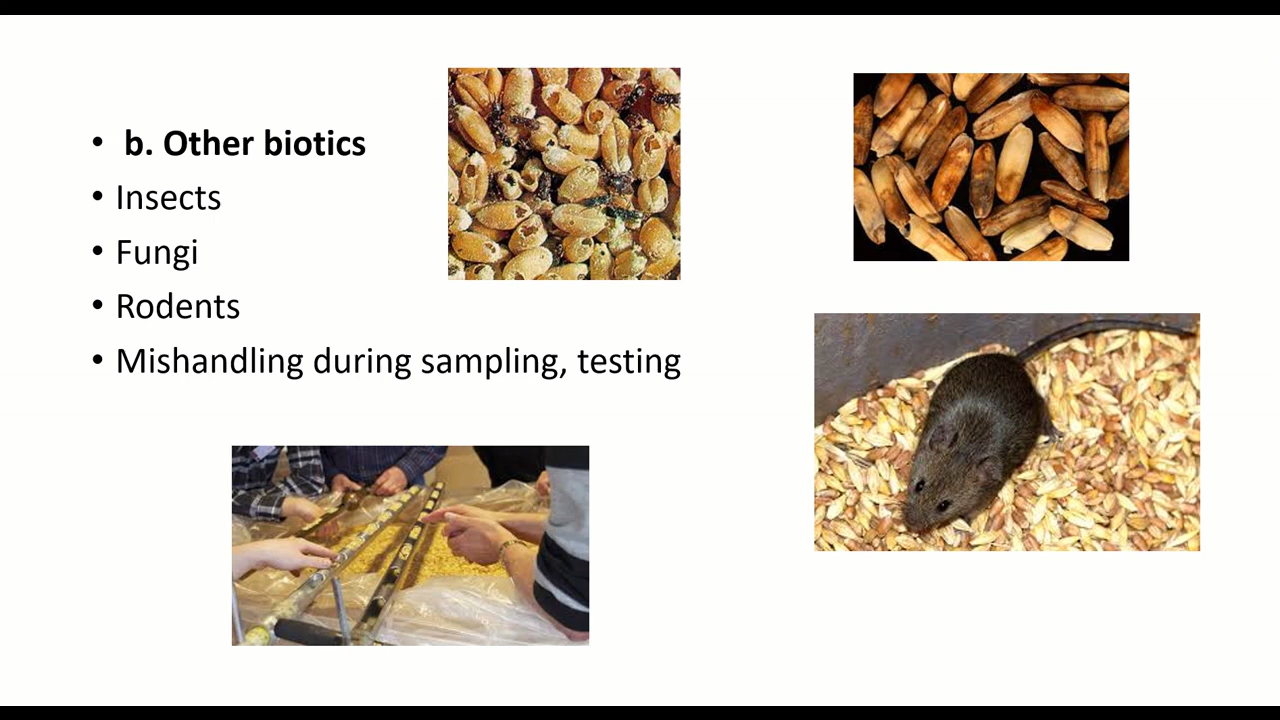 • b. Other biotics
• Insects
• Fungi
• Rodents
• Mishandling during sampling, testing